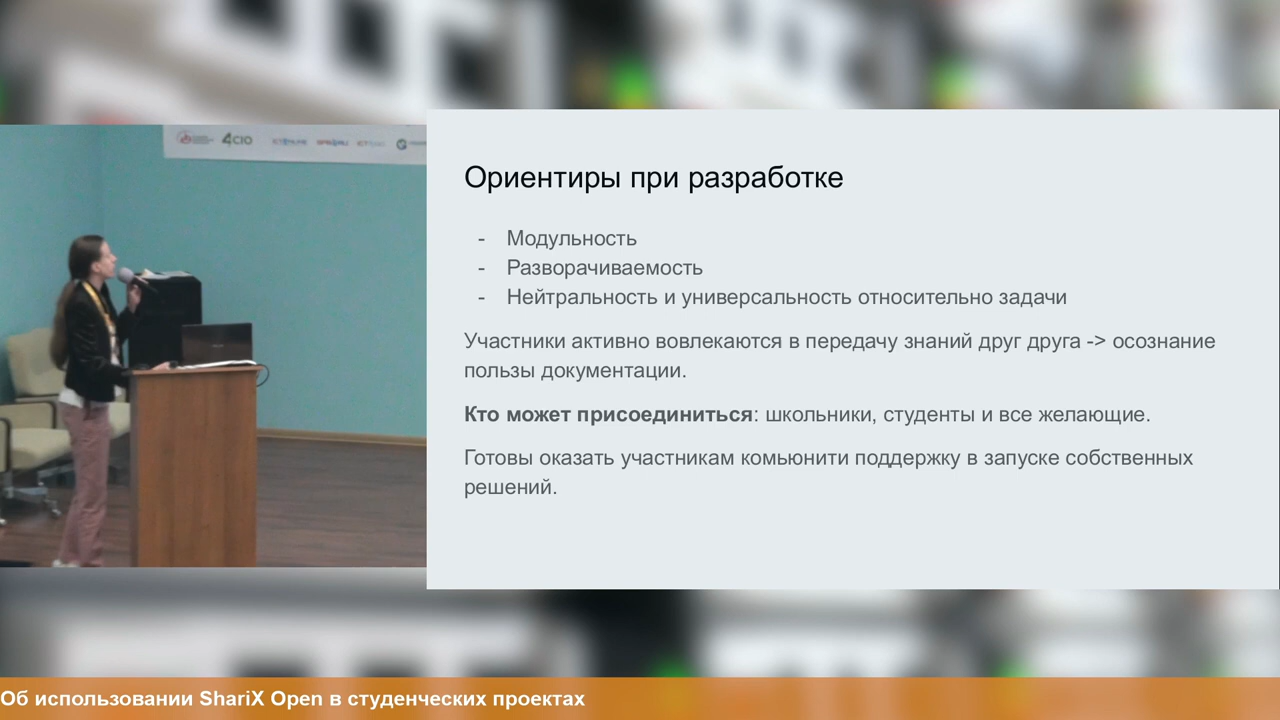 4CIO
Ориентиры при разработке
- Модульность
- Разворачиваемость
- Нейтральность и универсальность относительно задачи
Участники активно вовлекаются в передачу знаний друг друга -> осознание
пользы документации.
Кто может присоединиться: школьники, студенты и все желающие.
Готовы оказать участникам комьюнити поддержку в запуске собственных
решений.
Об использовании ShariX Open в студенческих проектах